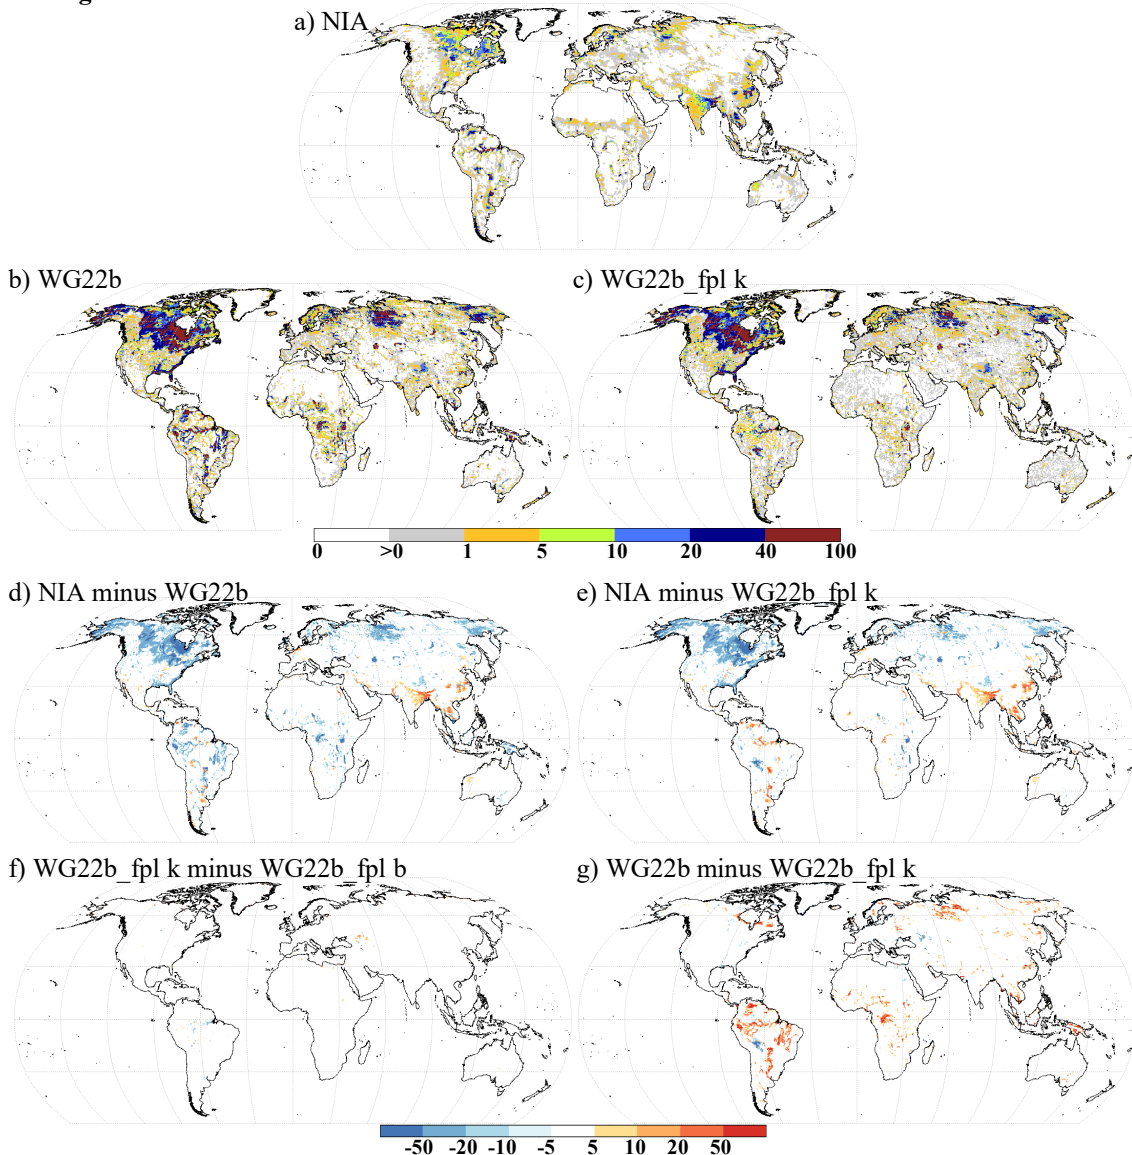 a) NIA
b) WG22b
c) WG22b_fpl k
0 >0 1 5 10 20 40 100
d) NIA minus WG22b
e) NIA minus WG22b_fpl k
f) WG22b_fpl k minus WG22b_fpl b
g) WG22b minus WG22b_fpl k
-50 -20 -10 -5 5 10 20 50